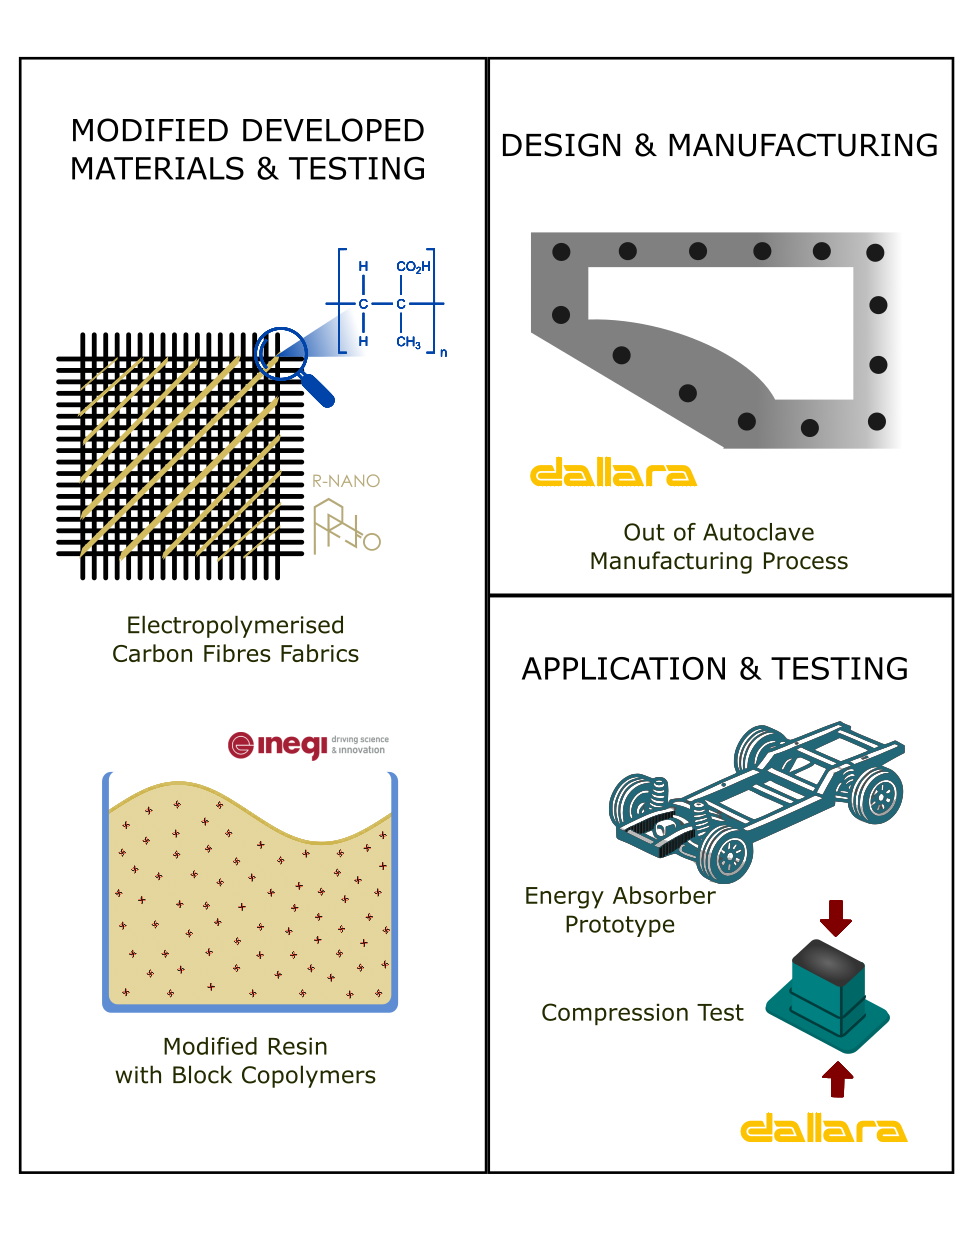 MODIFIED DEVELOPED
MATERIALS & TESTING
H
CO₂H
C
C
H
CH₃
n
R-NANO
Electropolymerised
Carbon Fibres Fabrics
inegi driving science
& innovation
Modified Resin
with Block Copolymers
DESIGN & MANUFACTURING
dallara
Out of Autoclave
Manufacturing Process
APPLICATION & TESTING
Energy Absorber
Prototype
Compression Test
dallara